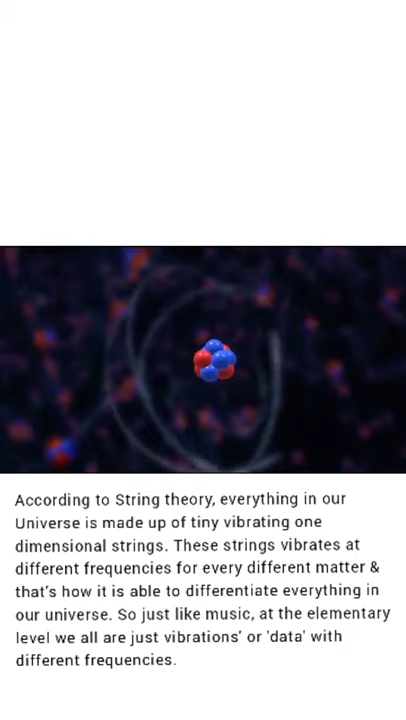 According to String theory, everything in our
Universe is made up of tiny vibrating one
dimensional strings. These strings vibrates at
different frequencies for every different matter &
that's how it is able to differentiate everything in
our universe. So just like music, at the elementary
level we all are just vibrations' or 'data' with
different frequencies.